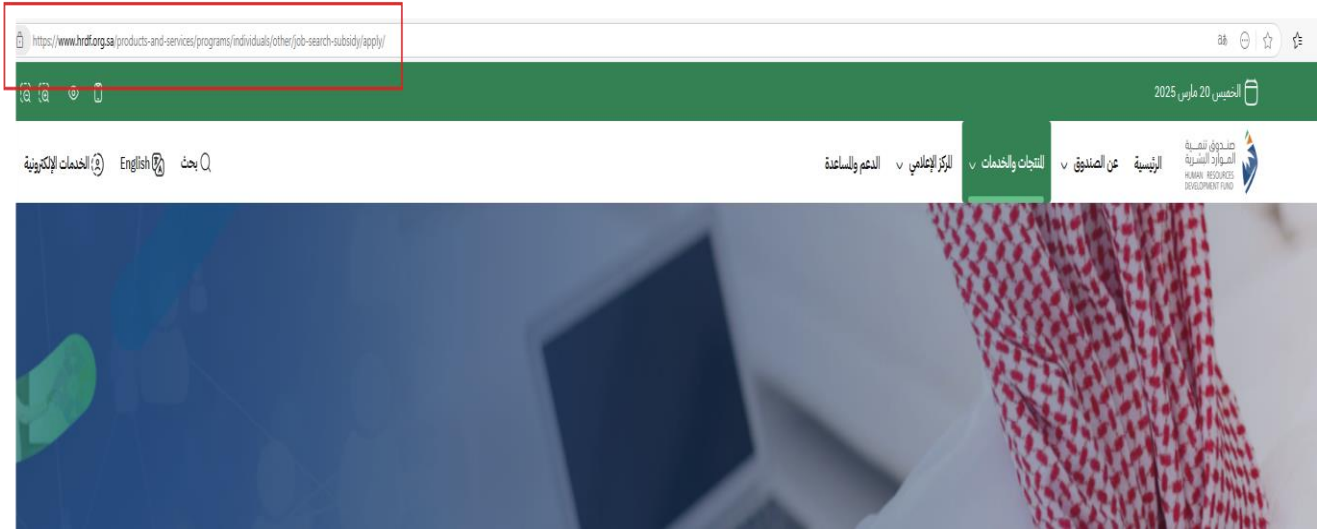 https://www.hrdf.org.sa/products-and-services/programs/individuals/other/job-search-subsidy/apply/
الخميس 20 مارس 2025
صندوق تنمية
الموارد البشرية
HUMAN RESOURCES
DEVELOPMENT FUND
الرئيسية عن الصندوق المنتجات والخدمات المركز الإعلامي الدعم والمساعدة
بحث English الخدمات الإلكترونية